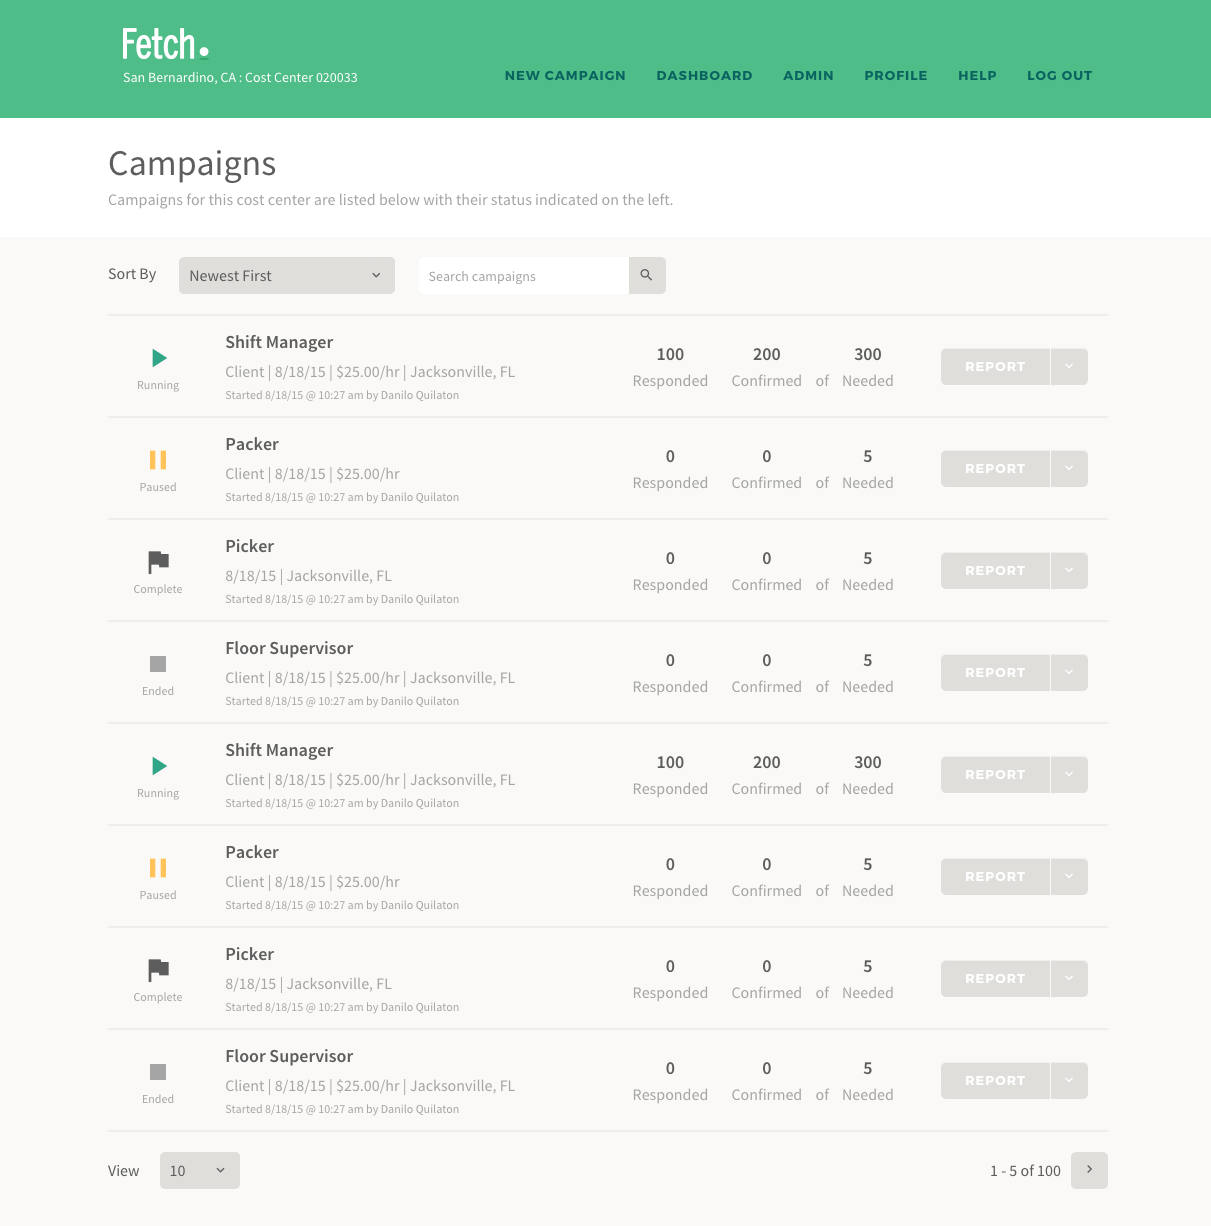 Fetch.
San Bernardino, CA : Cost Center 020033
NEW CAMPAIGN DASHBOARD ADMIN PROFILE HELP LOG OUT
Campaigns
Campaigns for this cost center are listed below with their status indicated on the left.
Sort By Newest First Search campaigns
Shift Manager
Client | 8/18/15 | $25.00/hr | Jacksonville, FL
Started 8/18/15 @ 10:27 am by Danilo Quilaton
Running
100 200 300
Responded Confirmed of Needed
REPORT
Packer
Client | 8/18/15 | $25.00/hr
Started 8/18/15 @ 10:27 am by Danilo Quilaton
Paused
0 0 5
Responded Confirmed of Needed
REPORT
Picker
8/18/15 | Jacksonville, FL
Started 8/18/15 @ 10:27 am by Danilo Quilaton
Complete
0 0 5
Responded Confirmed of Needed
REPORT
Floor Supervisor
Client | 8/18/15 | $25.00/hr | Jacksonville, FL
Started 8/18/15 @ 10:27 am by Danilo Quilaton
Ended
0 0 5
Responded Confirmed of Needed
REPORT
Shift Manager
Client | 8/18/15 | $25.00/hr | Jacksonville, FL
Started 8/18/15 @ 10:27 am by Danilo Quilaton
Running
100 200 300
Responded Confirmed of Needed
REPORT
Packer
Client | 8/18/15 | $25.00/hr
Started 8/18/15 @ 10:27 am by Danilo Quilaton
Paused
0 0 5
Responded Confirmed of Needed
REPORT
Picker
8/18/15 | Jacksonville, FL
Started 8/18/15 @ 10:27 am by Danilo Quilaton
Complete
0 0 5
Responded Confirmed of Needed
REPORT
Floor Supervisor
Client | 8/18/15 | $25.00/hr | Jacksonville, FL
Started 8/18/15 @ 10:27 am by Danilo Quilaton
Ended
0 0 5
Responded Confirmed of Needed
REPORT
View 10 1 - 5 of 100